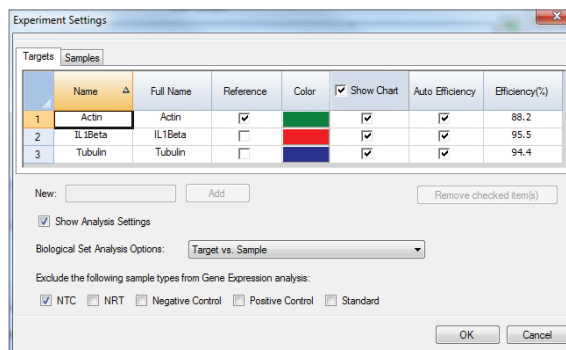 Experiment Settings
Targets Samples
Name Full Name Reference Color Show Chart Auto Efficiency Efficiency(%)
1 Actin Actin 88.2
2 IL1Beta IL1Beta 95.5
3 Tubulin Tubulin 94.4
New: Add Remove checked item(s)
Show Analysis Settings
Biological Set Analysis Options: Target vs. Sample
Exclude the following sample types from Gene Expression analysis:
NTC NRT Negative Control Positive Control Standard
OK Cancel